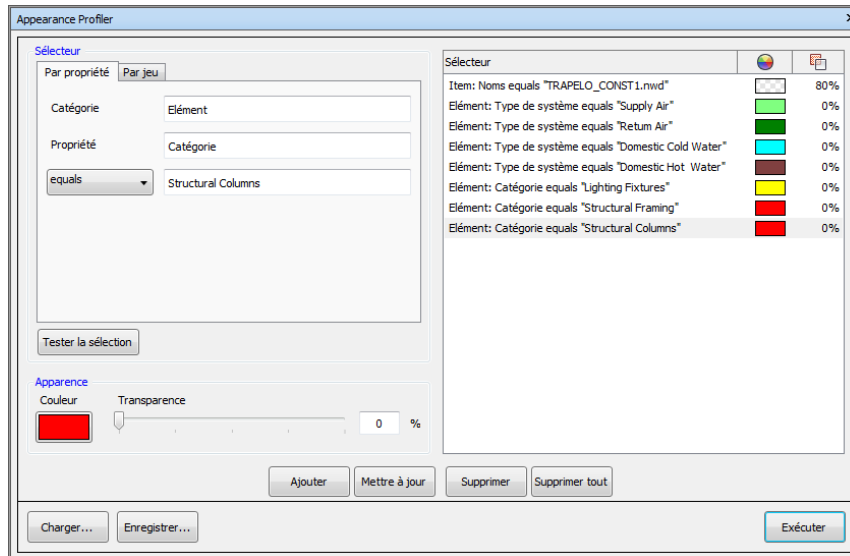 Appearance Profiler
Sélecteur
Par propriété Par jeu
Catégorie Elément
Propriété Catégorie
equals Structural Columns
Tester la sélection
Apparence
Couleur Transparence
0 %
Sélecteur
Item: Noms equals "TRAPELO_CONST1.nwd" 80%
Elément: Type de système equals "Supply Air" 0%
Elément: Type de système equals "Return Air" 0%
Elément: Type de système equals "Domestic Cold Water" 0%
Elément: Type de système equals "Domestic Hot Water" 0%
Elément: Catégorie equals "Lighting Fixtures" 0%
Elément: Catégorie equals "Structural Framing" 0%
Elément: Catégorie equals "Structural Columns" 0%
Ajouter Mettre à jour Supprimer Supprimer tout
Charger... Enregistrer... Exécuter